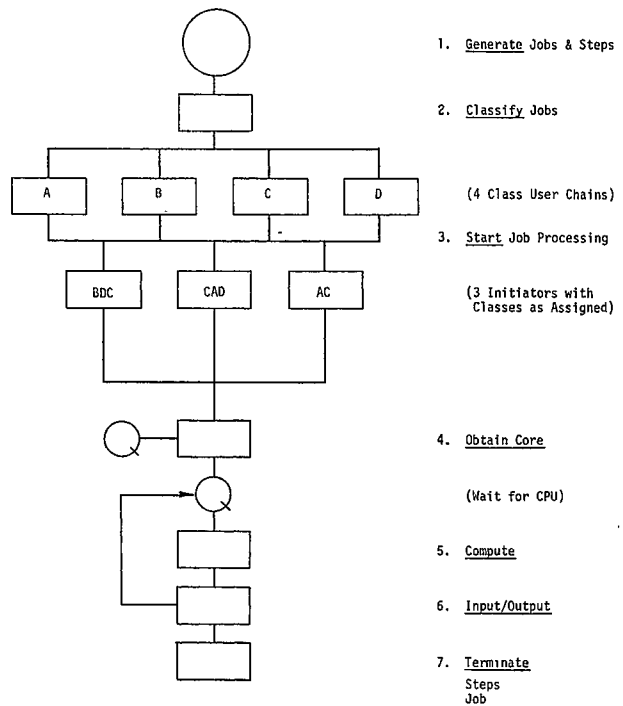 1. Generate Jobs & Steps
2. Classify Jobs
A B C D
(4 Class User Chains)
3. Start Job Processing
BDC CAD AC
(3 Initiators with
Classes as Assigned)
4. Obtain Core
(Wait for CPU)
5. Compute
6. Input/Output
7. Terminate
Steps
Job